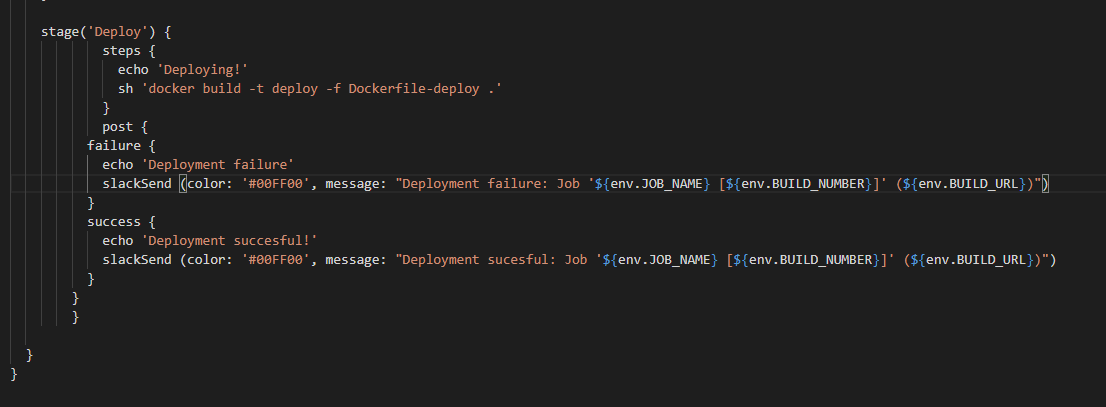 stage('Deploy') {
steps {
echo 'Deploying!'
sh 'docker build -t deploy -f Dockerfile-deploy .'
}
post {
failure {
echo 'Deployment failure'
slackSend (color: '#00FF00', message: "Deployment failure: Job '${env.JOB_NAME} [${env.BUILD_NUMBER}]' (${env.BUILD_URL})")
}
success {
echo 'Deployment succesful!'
slackSend (color: '#00FF00', message: "Deployment sucesful: Job '${env.JOB_NAME} [${env.BUILD_NUMBER}]' (${env.BUILD_URL})")
}
}
}
}
}